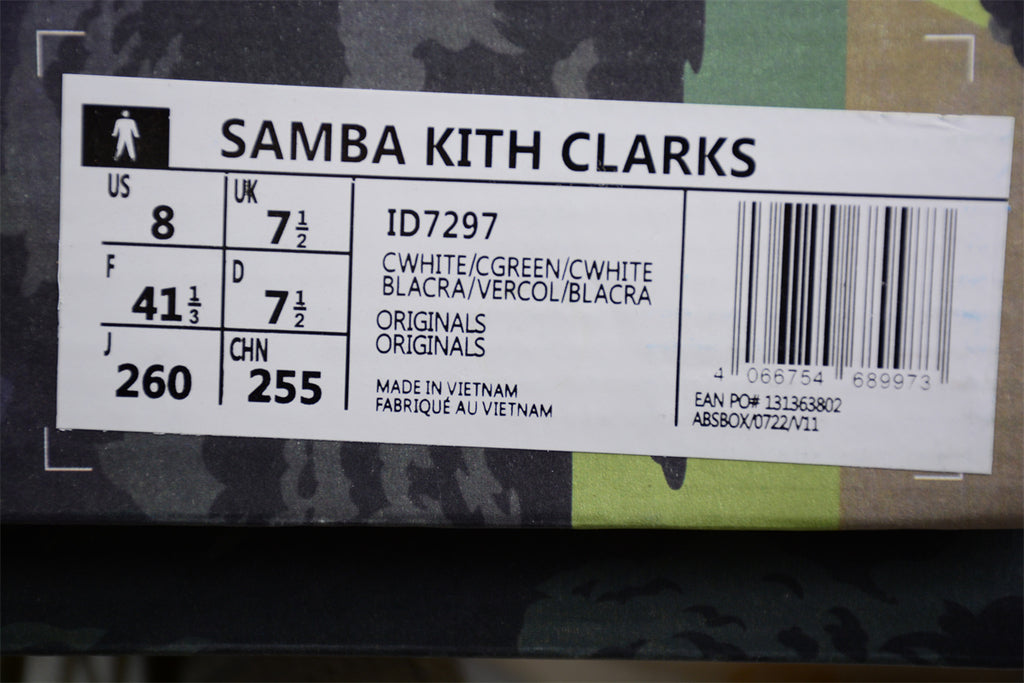 SAMBA KITH CLARKS
US
8
UK
7 1/2
F
41 1/3
D
7 1/2
J
260
CHN
255
ID7297
CWHITE/CGREEN/CWHITE
BLACRA/VERCOL/BLACRA
ORIGINALS
ORIGINALS
MADE IN VIETNAM
FABRIQUÉ AU VIETNAM
4 066754 689973
EAN PO# 131363802
ABSBOX/0722/V11